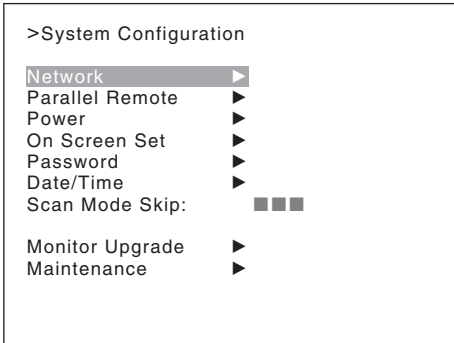 >System Configuration
Network ►
Parallel Remote ►
Power ►
On Screen Set ►
Password ►
Date/Time ►
Scan Mode Skip: ■■■
Monitor Upgrade ►
Maintenance ►